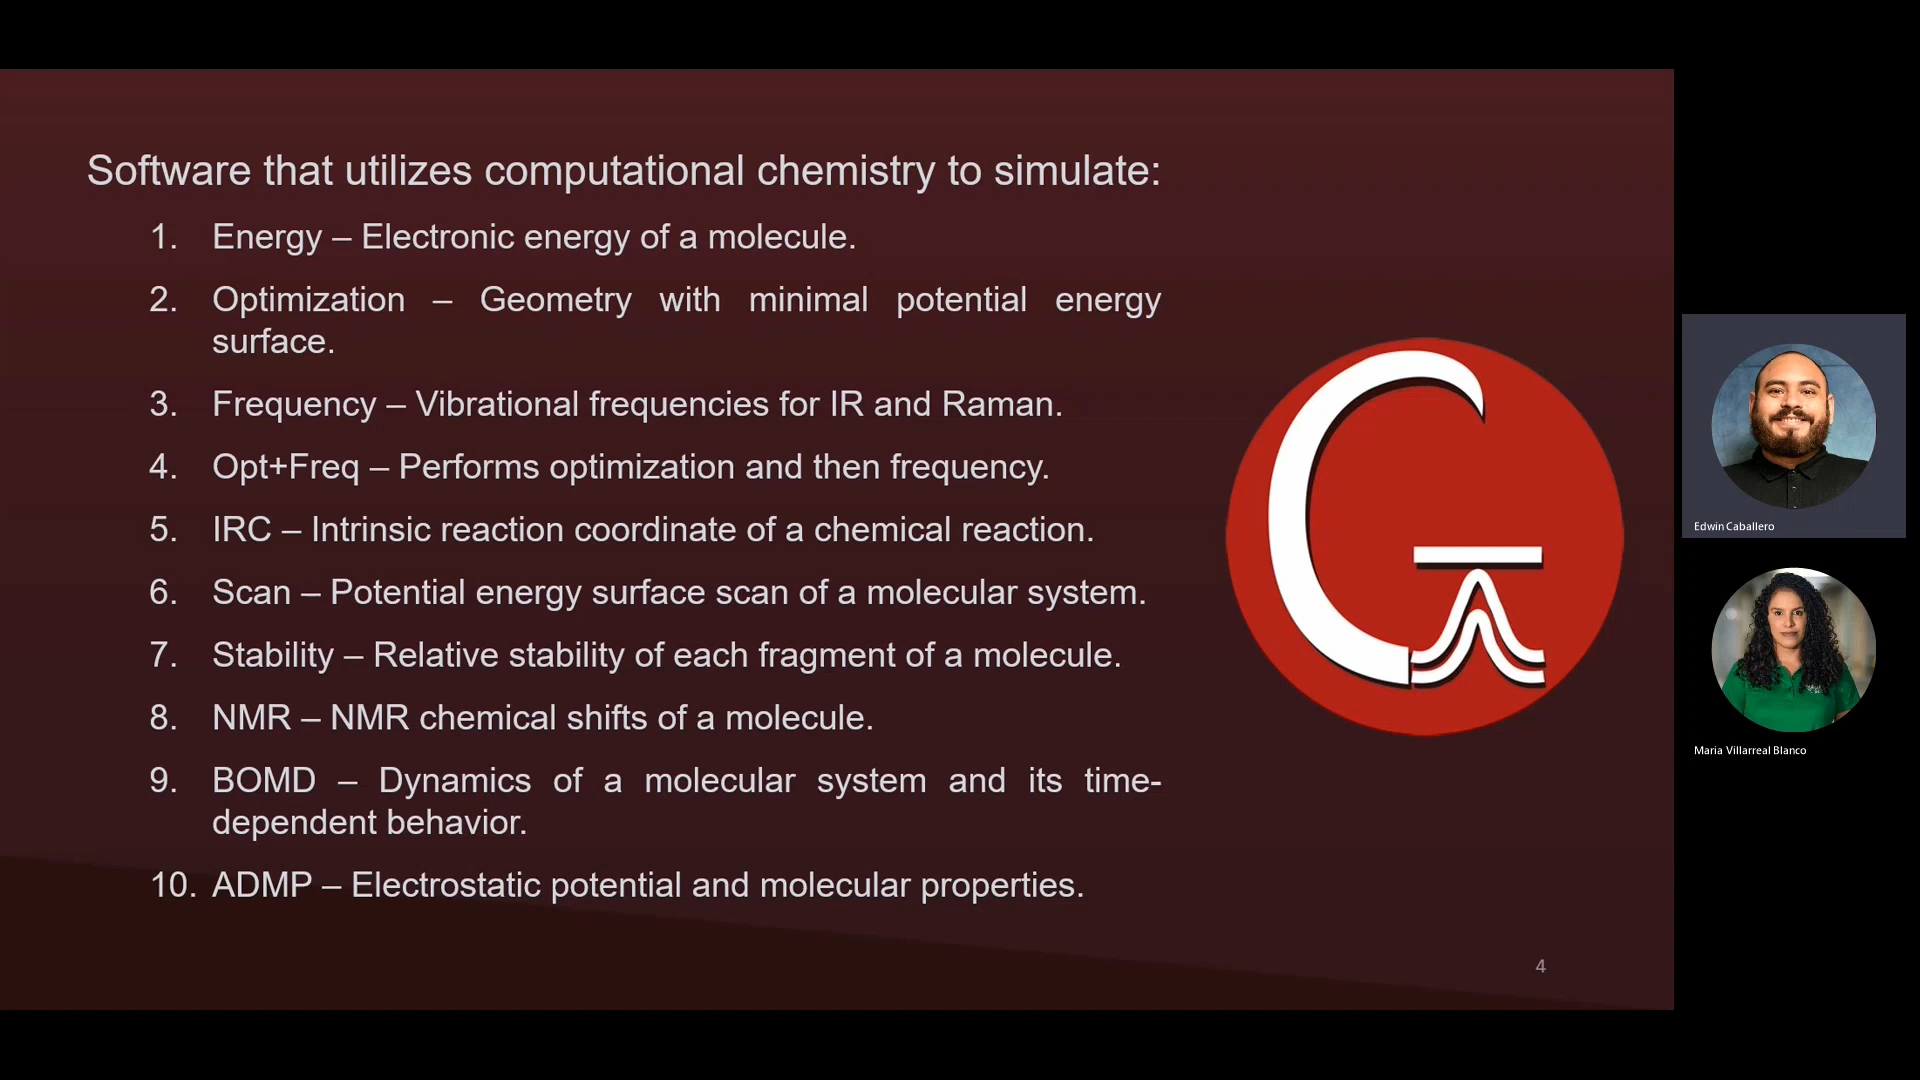 Software that utilizes computational chemistry to simulate:
1. Energy – Electronic energy of a molecule.
2. Optimization – Geometry with minimal potential energy
surface.
3. Frequency – Vibrational frequencies for IR and Raman.
4. Opt+Freq – Performs optimization and then frequency.
5. IRC – Intrinsic reaction coordinate of a chemical reaction.
6. Scan – Potential energy surface scan of a molecular system.
7. Stability – Relative stability of each fragment of a molecule.
8. NMR – NMR chemical shifts of a molecule.
9. BOMD – Dynamics of a molecular system and its time-
dependent behavior.
10. ADMP – Electrostatic potential and molecular properties.
4
Edwin Caballero
Maria Villarreal Blanco